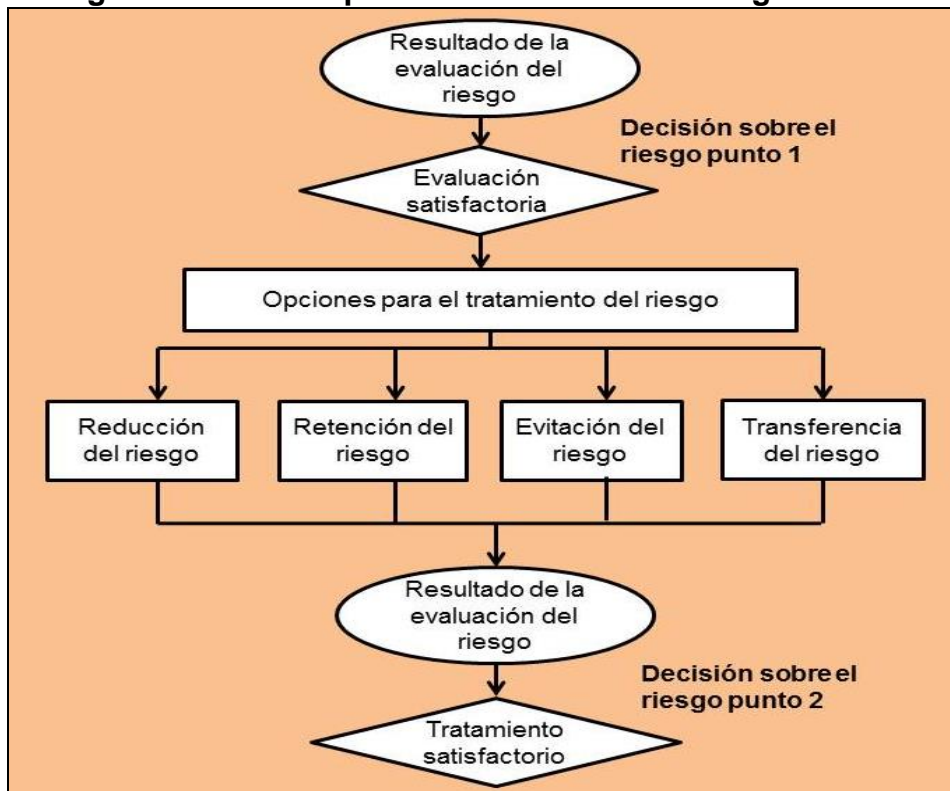 Resultado de la
evaluación del
riesgo
Decisión sobre el
riesgo punto 1
Evaluación
satisfactoria
Opciones para el tratamiento del riesgo
Reducción
del riesgo
Retención del
riesgo
Evitación del
riesgo
Transferencia
del riesgo
Resultado de la
evaluación del
riesgo
Decisión sobre el
riesgo punto 2
Tratamiento
satisfactorio